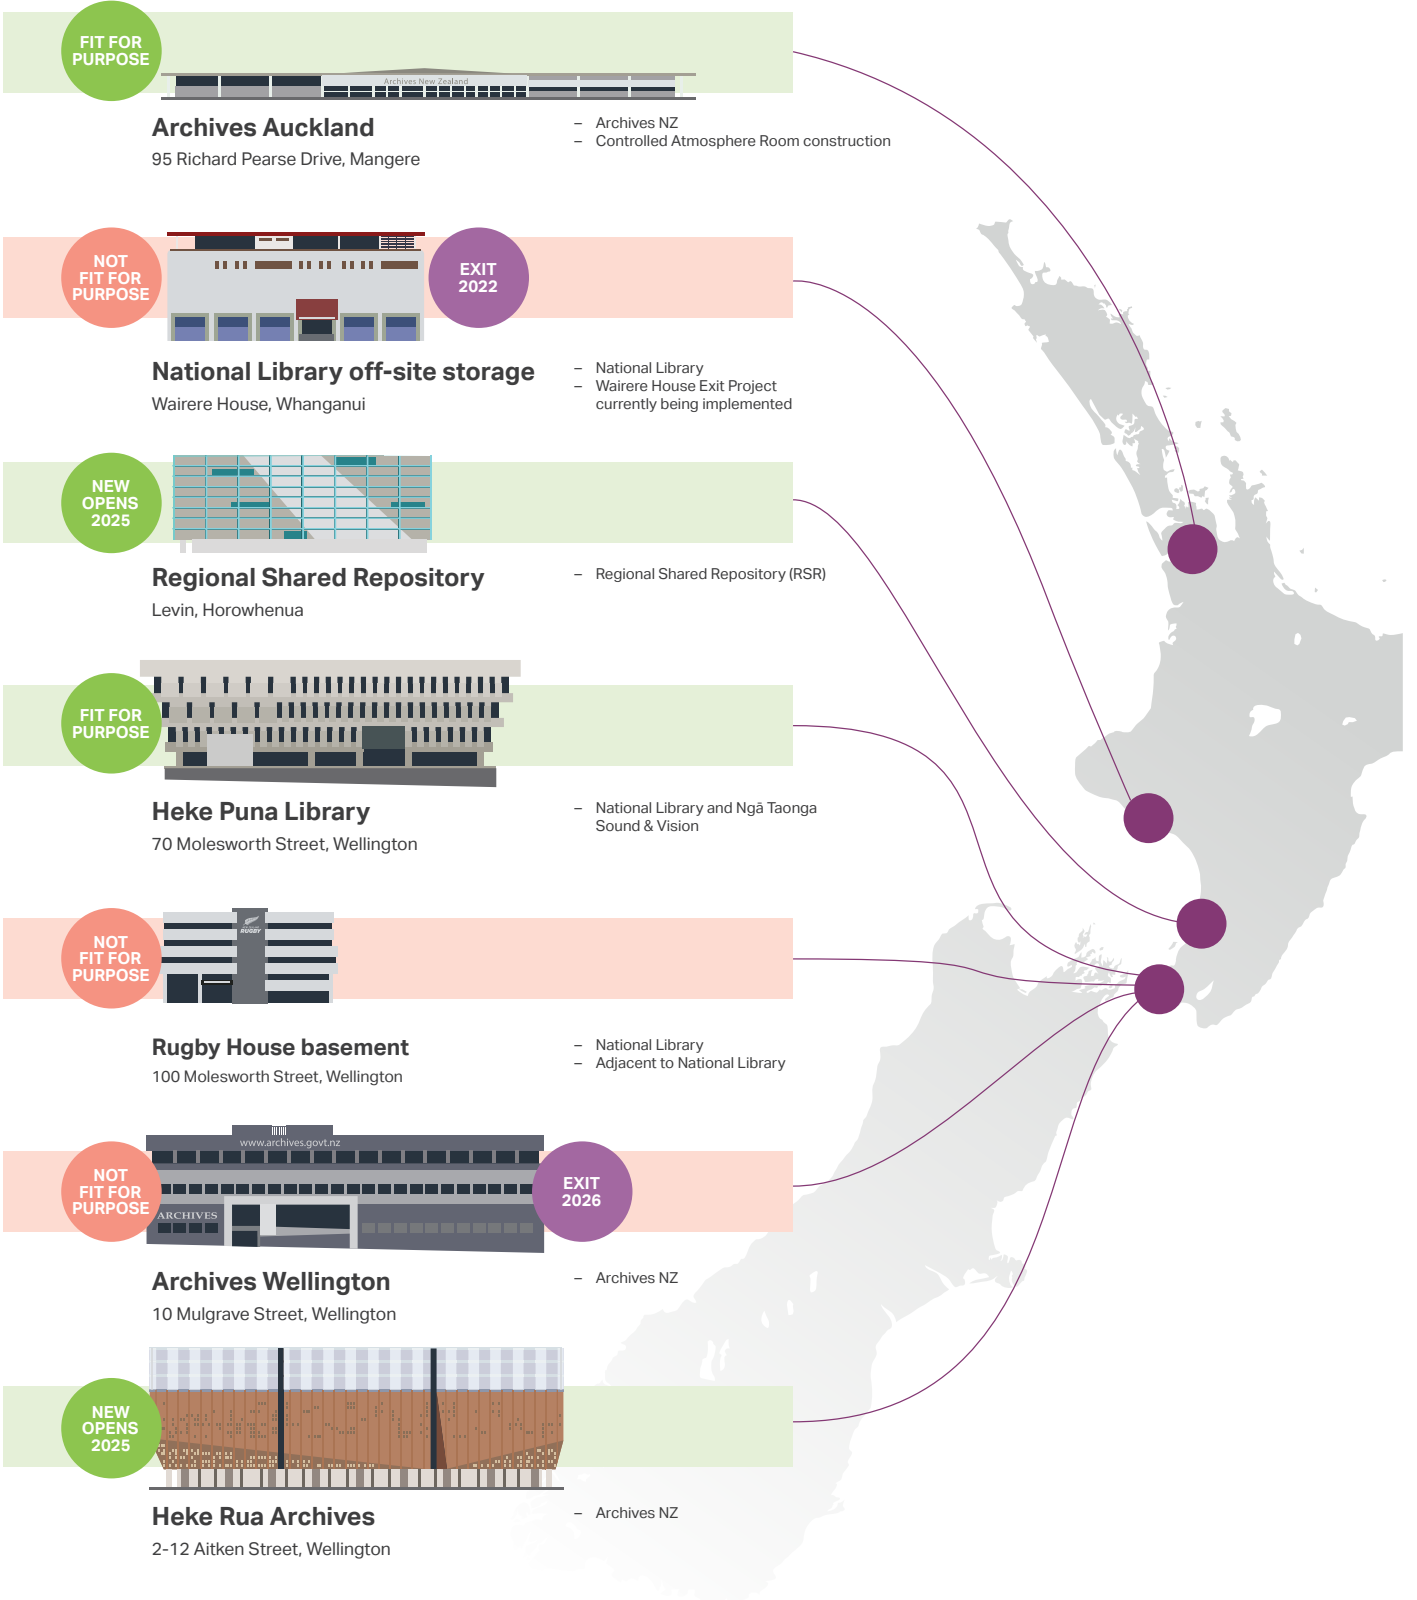 FIT FOR
PURPOSE
Archives New Zealand
Archives Auckland
95 Richard Pearse Drive, Mangere
– Archives NZ
– Controlled Atmosphere Room construction
NOT
FIT FOR
PURPOSE
EXIT
2022
National Library off-site storage
Wairere House, Whanganui
– National Library
– Wairere House Exit Project
currently being implemented
NEW
OPENS
2025
Regional Shared Repository
Levin, Horowhenua
– Regional Shared Repository (RSR)
FIT FOR
PURPOSE
Heke Puna Library
70 Molesworth Street, Wellington
– National Library and Ngā Taonga
Sound & Vision
NOT
FIT FOR
PURPOSE
RUGBY
Rugby House basement
100 Molesworth Street, Wellington
– National Library
– Adjacent to National Library
NOT
FIT FOR
PURPOSE
www.archives.govt.nz
ARCHIVES
EXIT
2026
Archives Wellington
10 Mulgrave Street, Wellington
– Archives NZ
NEW
OPENS
2025
Heke Rua Archives
2-12 Aitken Street, Wellington
– Archives NZ